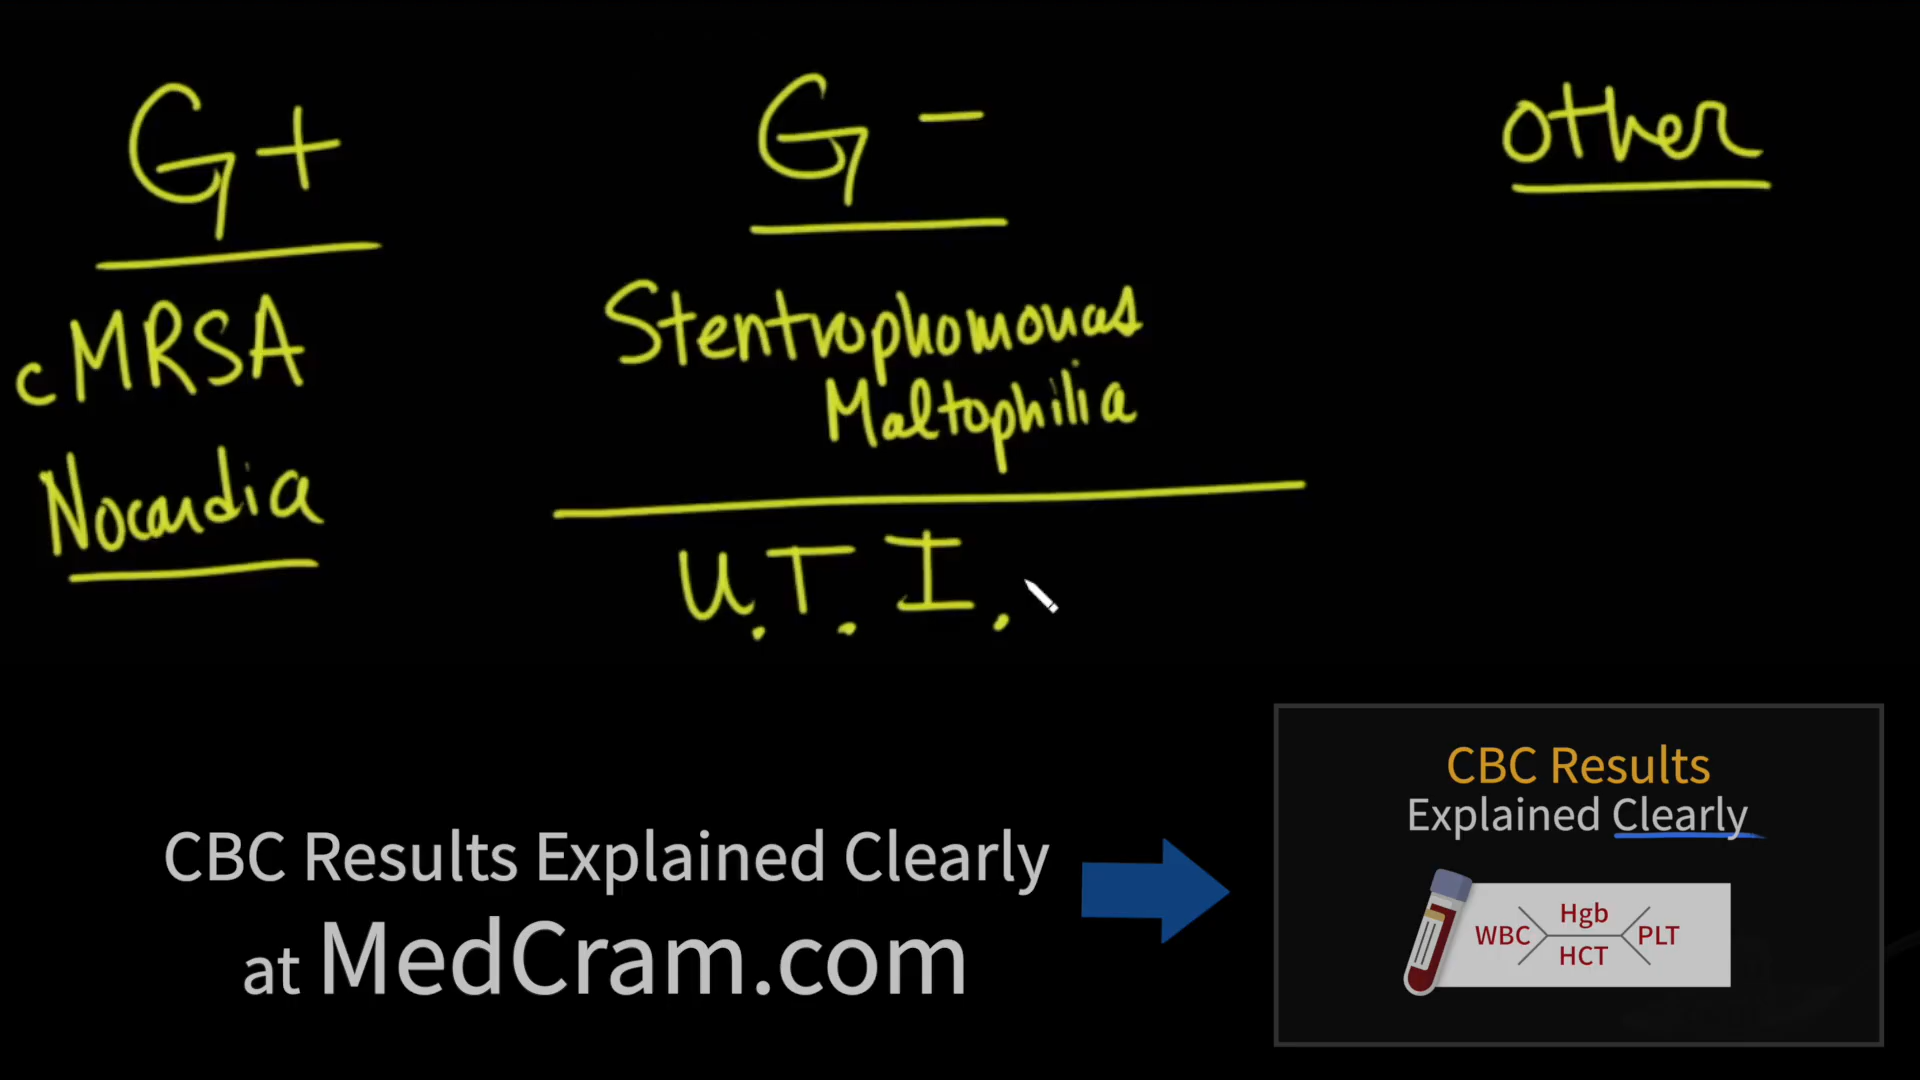 G+
cMRSA
Nocardia
G-
Stentrophomonas
Maltophilia
U.T.I.
other
CBC Results Explained Clearly
at MedCram.com
CBC Results
Explained Clearly
WBC
Hgb
HCT
PLT